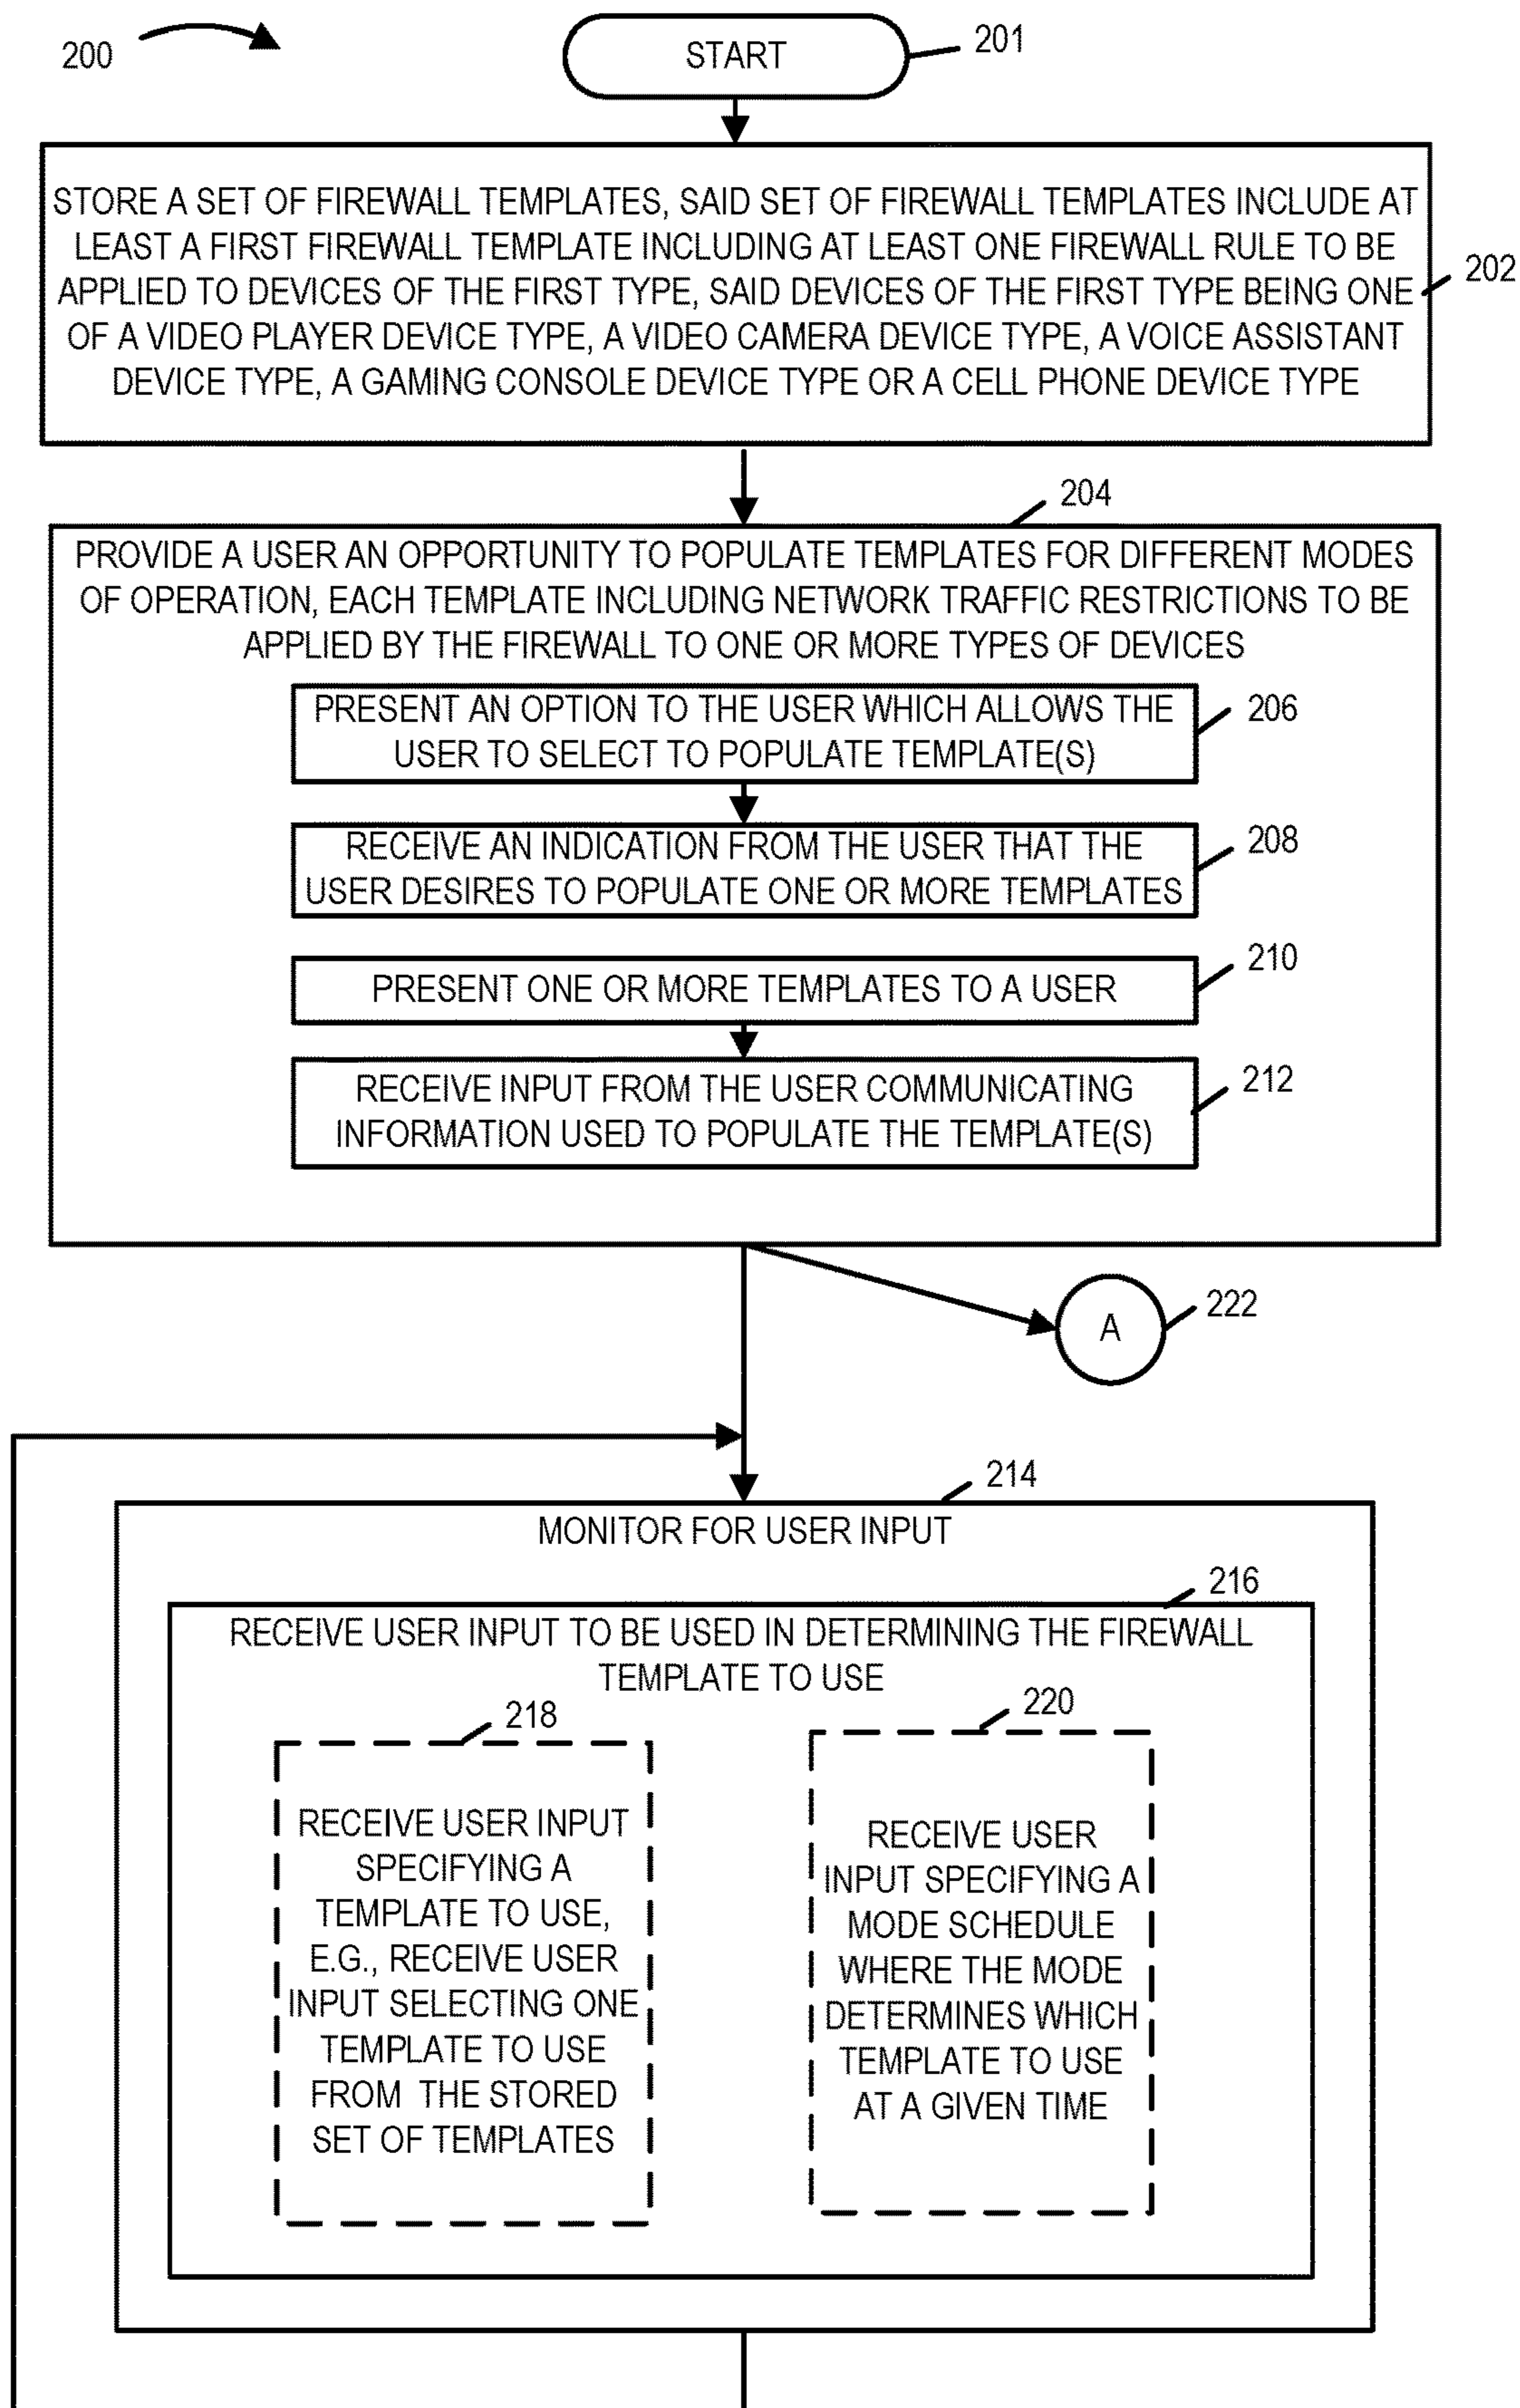 200
START
201
STORE A SET OF FIREWALL TEMPLATES, SAID SET OF FIREWALL TEMPLATES INCLUDE AT
LEAST A FIRST FIREWALL TEMPLATE INCLUDING AT LEAST ONE FIREWALL RULE TO BE
APPLIED TO DEVICES OF THE FIRST TYPE, SAID DEVICES OF THE FIRST TYPE BEING ONE
OF A VIDEO PLAYER DEVICE TYPE, A VIDEO CAMERA DEVICE TYPE, A VOICE ASSISTANT
DEVICE TYPE, A GAMING CONSOLE DEVICE TYPE OR A CELL PHONE DEVICE TYPE
202
204
PROVIDE A USER AN OPPORTUNITY TO POPULATE TEMPLATES FOR DIFFERENT MODES
OF OPERATION, EACH TEMPLATE INCLUDING NETWORK TRAFFIC RESTRICTIONS TO BE
APPLIED BY THE FIREWALL TO ONE OR MORE TYPES OF DEVICES
PRESENT AN OPTION TO THE USER WHICH ALLOWS THE
USER TO SELECT TO POPULATE TEMPLATE(S)
206
RECEIVE AN INDICATION FROM THE USER THAT THE
USER DESIRES TO POPULATE ONE OR MORE TEMPLATES
208
PRESENT ONE OR MORE TEMPLATES TO A USER
210
RECEIVE INPUT FROM THE USER COMMUNICATING
INFORMATION USED TO POPULATE THE TEMPLATE(S)
212
A
222
214
MONITOR FOR USER INPUT
216
RECEIVE USER INPUT TO BE USED IN DETERMINING THE FIREWALL
TEMPLATE TO USE
218
RECEIVE USER INPUT
SPECIFYING A
TEMPLATE TO USE,
E.G., RECEIVE USER
INPUT SELECTING ONE
TEMPLATE TO USE
FROM THE STORED
SET OF TEMPLATES
220
RECEIVE USER
INPUT SPECIFYING A
MODE SCHEDULE
WHERE THE MODE
DETERMINES WHICH
TEMPLATE TO USE
AT A GIVEN TIME